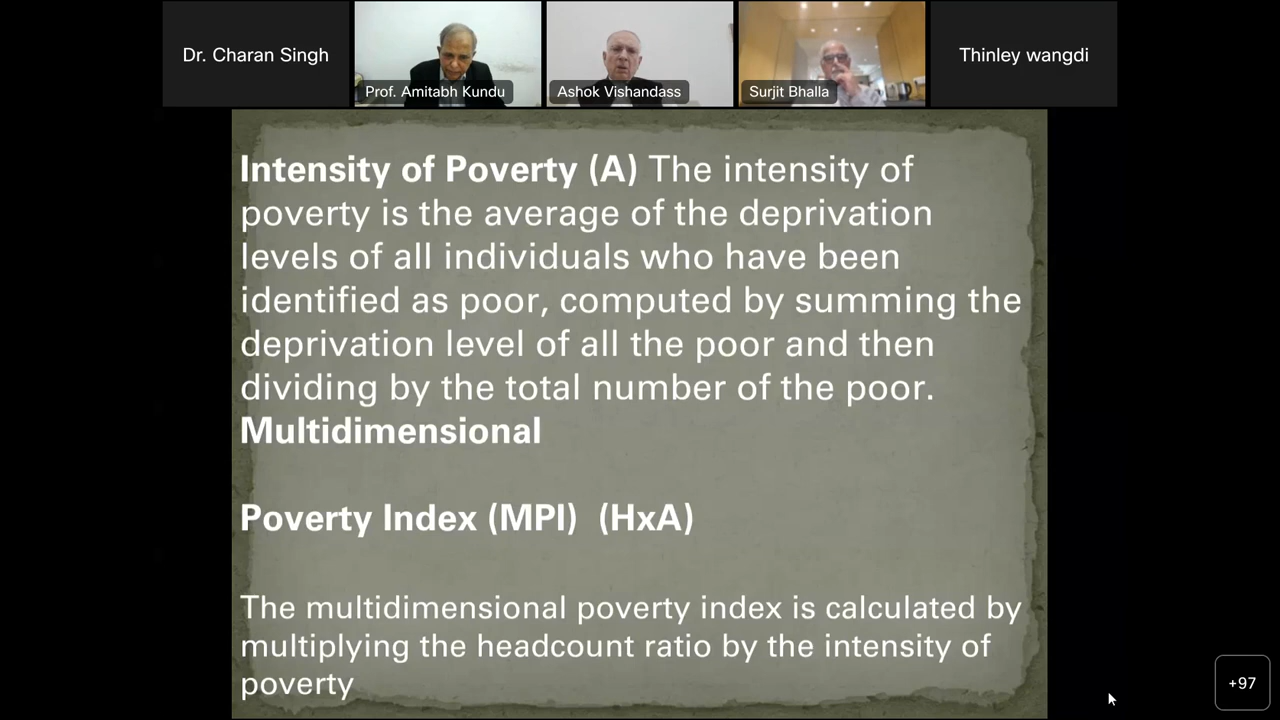 Dr. Charan Singh
Prof. Amitabh Kundu
Ashok Vishandass
Surjit Bhalla
Thinley wangdi
Intensity of Poverty (A) The intensity of
poverty is the average of the deprivation
levels of all individuals who have been
identified as poor, computed by summing the
deprivation level of all the poor and then
dividing by the total number of the poor.
Multidimensional
Poverty Index (MPI) (HxA)
The multidimensional poverty index is calculated by
multiplying the headcount ratio by the intensity of
poverty
+97